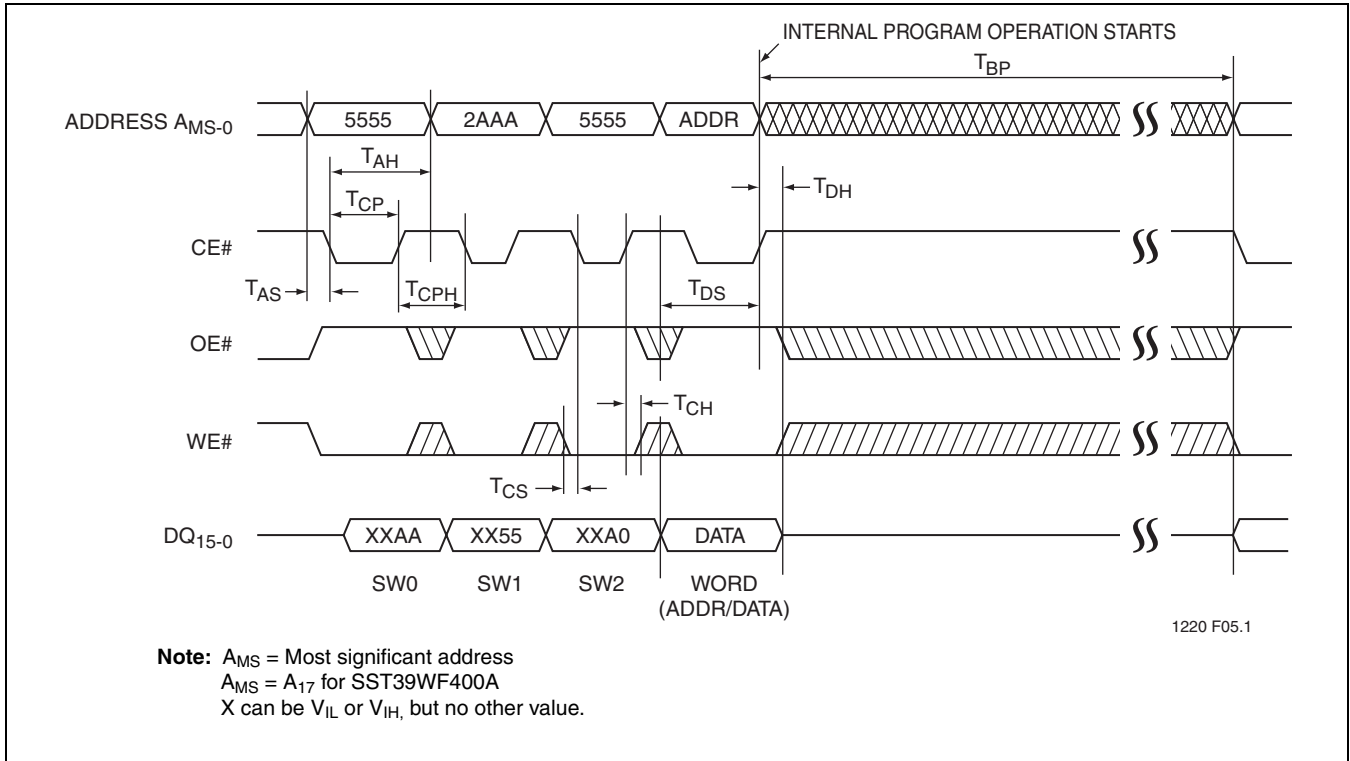 INTERNAL PROGRAM OPERATION STARTS
TBP
ADDRESS AMS-0
5555
2AAA
5555
ADDR
TAH
TDH
TCP
CE#
TAS
TCPH
TDS
OE#
TCH
WE#
TCS
DQ15-0
XXAA
XX55
XXA0
DATA
SW0
SW1
SW2
WORD
(ADDR/DATA)
1220 F05.1
Note: AMS = Most significant address
AMS = A17 for SST39WF400A
X can be VIL or VIH, but no other value.